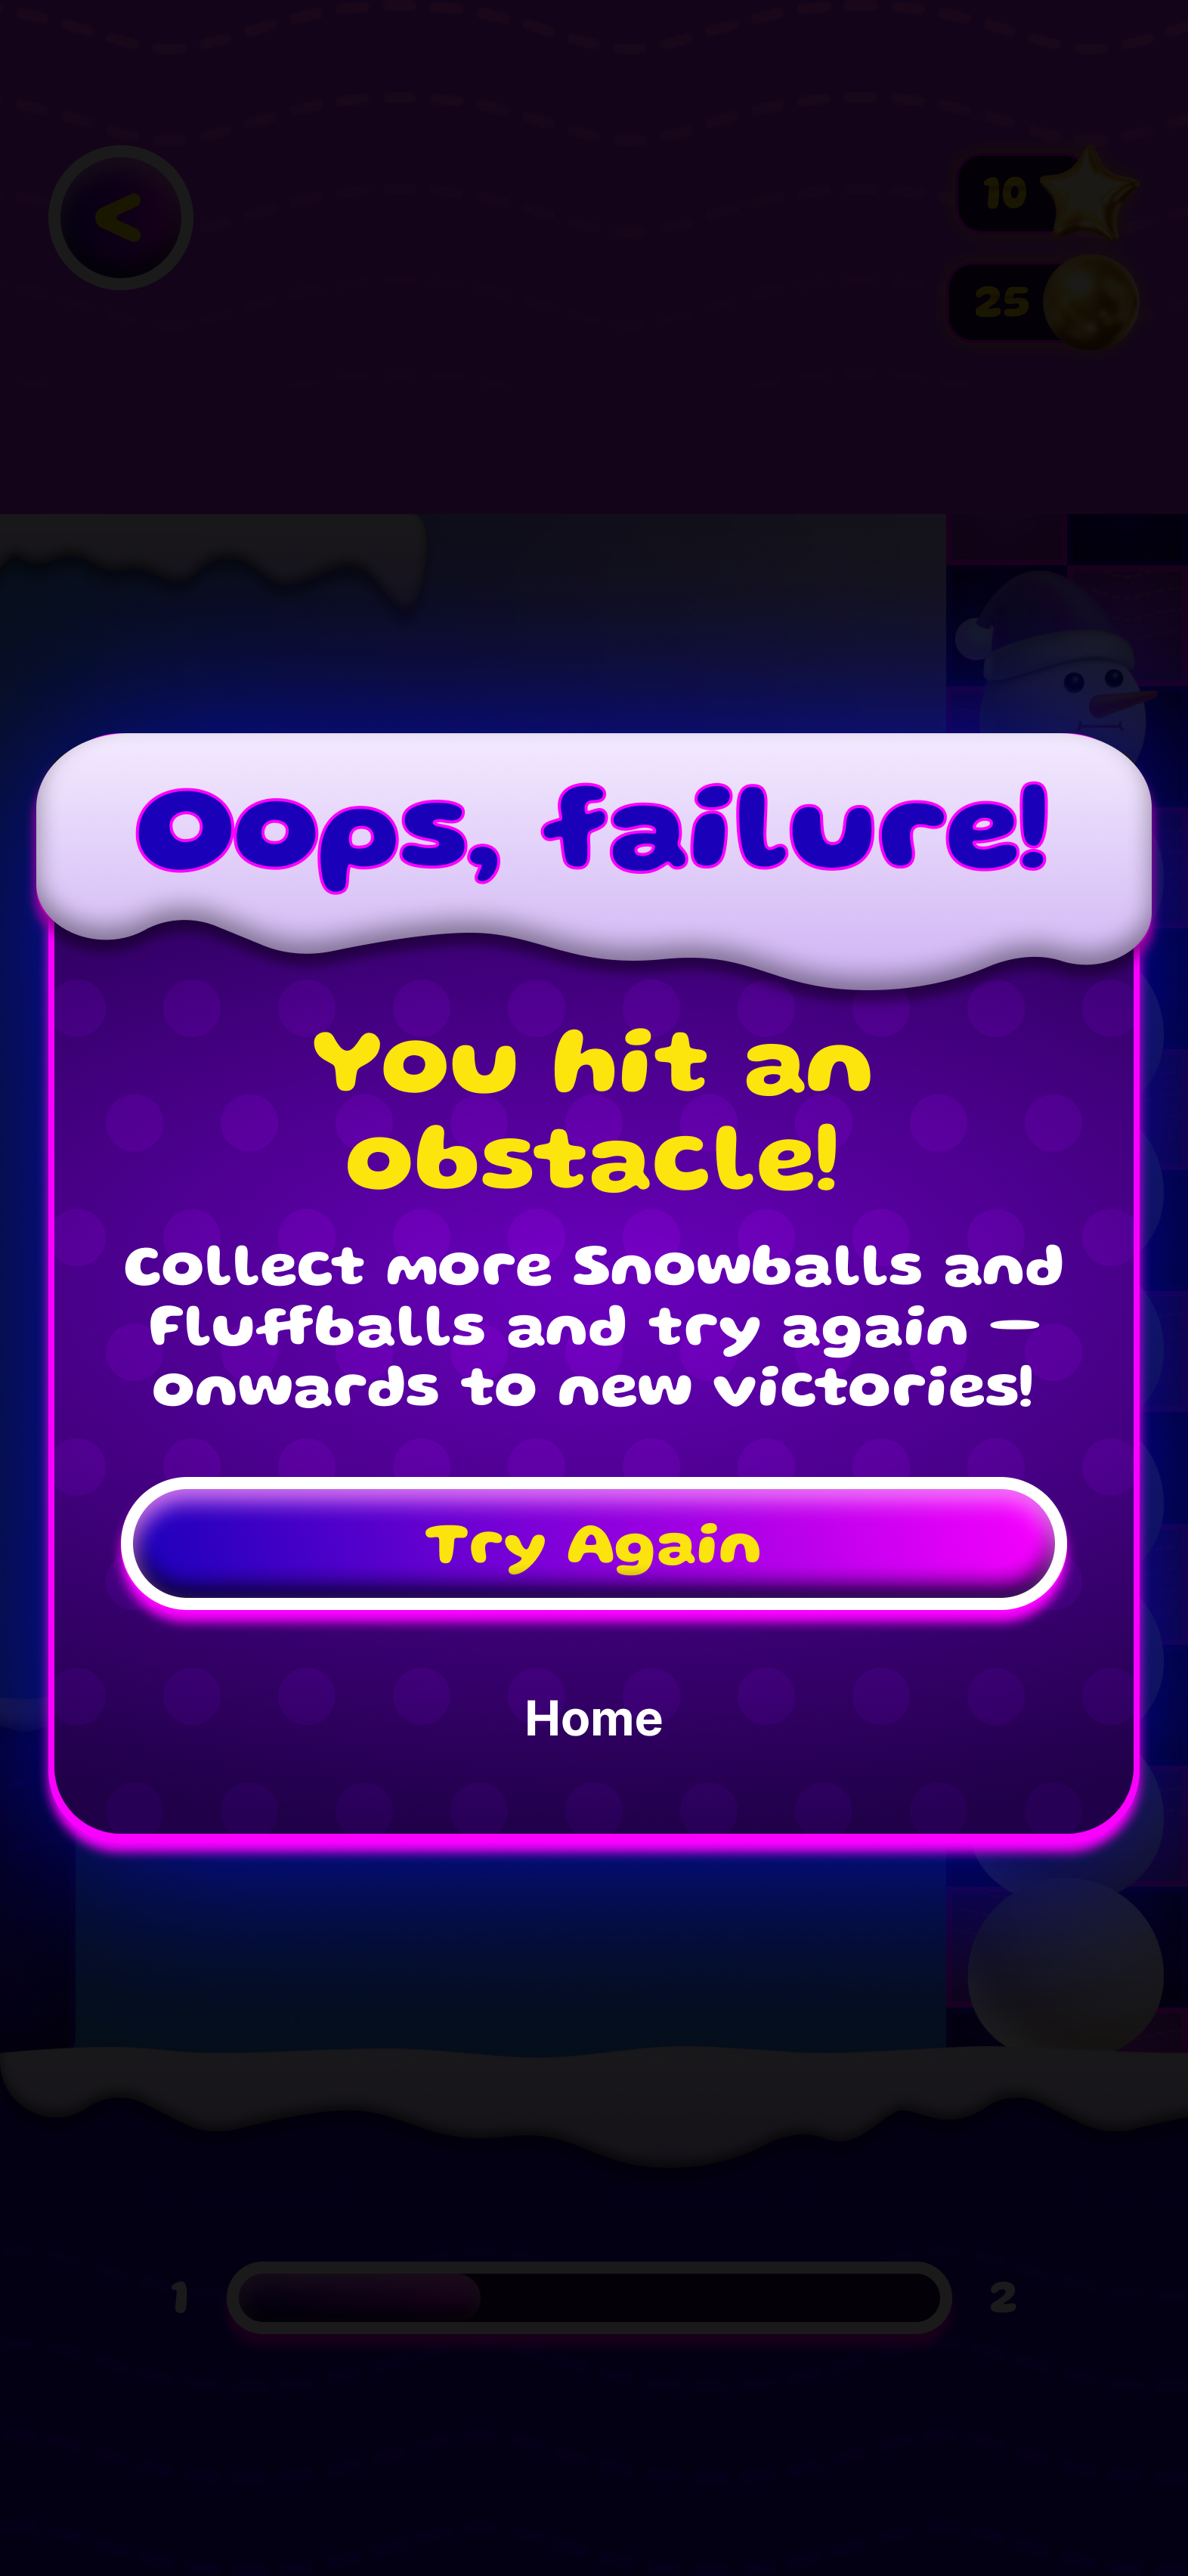 <
10
25
Oops, failure!
You hit an
obstacle!
Collect more Snowballs and
Fluffballs and try again —
onwards to new victories!
Try Again
Home
1
2